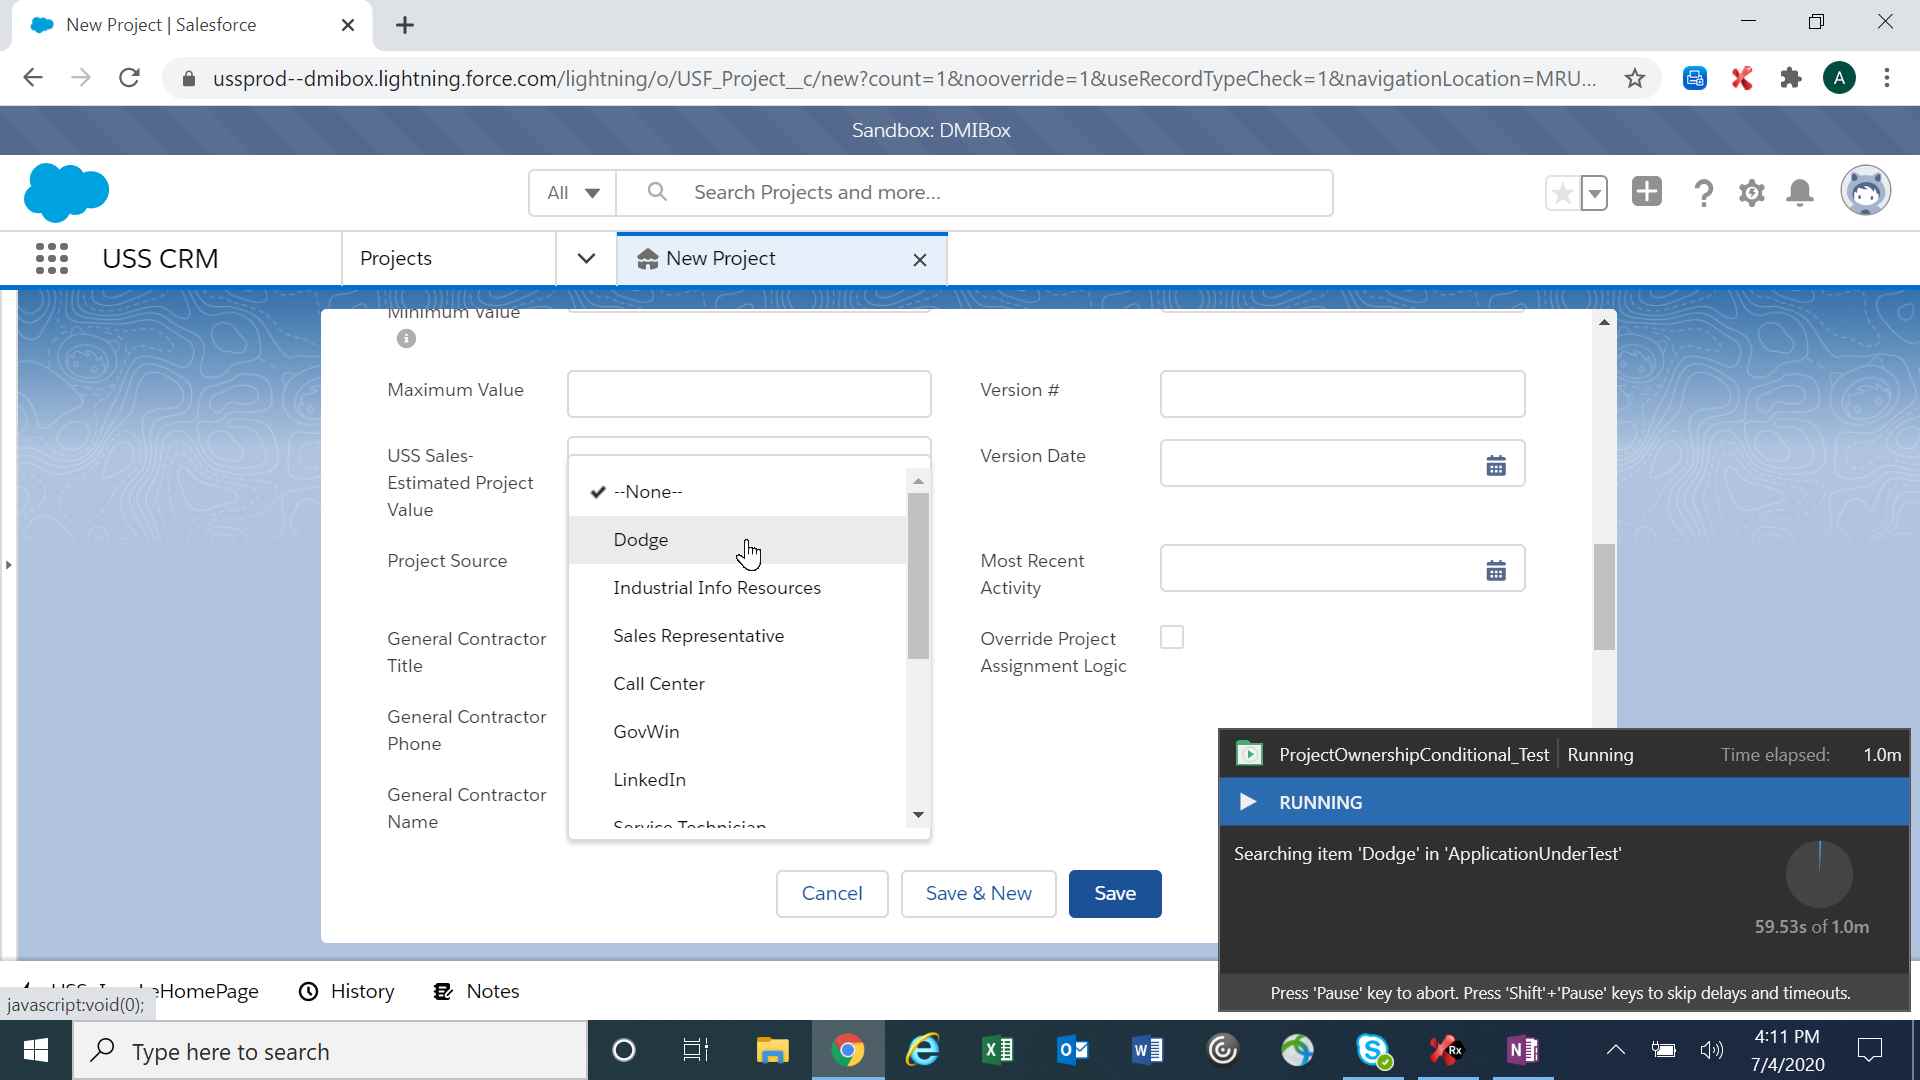 New Project | Salesforce
ussprod--dmibox.lightning.force.com/lightning/o/USF_Project__c/new?count=1&nooverride=1&useRecordTypeCheck=1&navigationLocation=MRU...
A
Sandbox: DMIBox
All
Search Projects and more...
USS CRM
Projects
New Project
Minimum Value
Maximum Value
Version #
USS Sales-
Estimated Project
Value
Version Date
--None--
Dodge
Industrial Info Resources
Sales Representative
Call Center
GovWin
LinkedIn
Service Technician
Project Source
Most Recent
Activity
General Contractor
Title
Override Project
Assignment Logic
General Contractor
Phone
General Contractor
Name
Cancel
Save & New
Save
ProjectOwnershipConditional_Test
Running
Time elapsed:
1.0m
RUNNING
Searching item 'Dodge' in 'ApplicationUnderTest'
59.53s of 1.0m
Press 'Pause' key to abort. Press 'Shift'+'Pause' keys to skip delays and timeouts.
eHomePage
History
Notes
javascript:void(0);
Type here to search
Rx
4:11 PM
7/4/2020